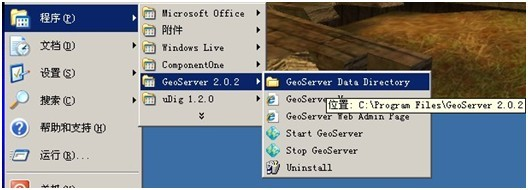 程序(P)
文档(D)
设置(S)
搜索(C)
帮助和支持(H)
运行(R)...
Microsoft Office
附件
Windows Live
ComponentOne
GeoServer 2.0.2
uDig 1.2.0
GeoServer Data Directory
GeoServer
位置: C:\Program Files\GeoServer 2.0.2
GeoServer Web Admin Page
Start GeoServer
Stop GeoServer
Uninstall